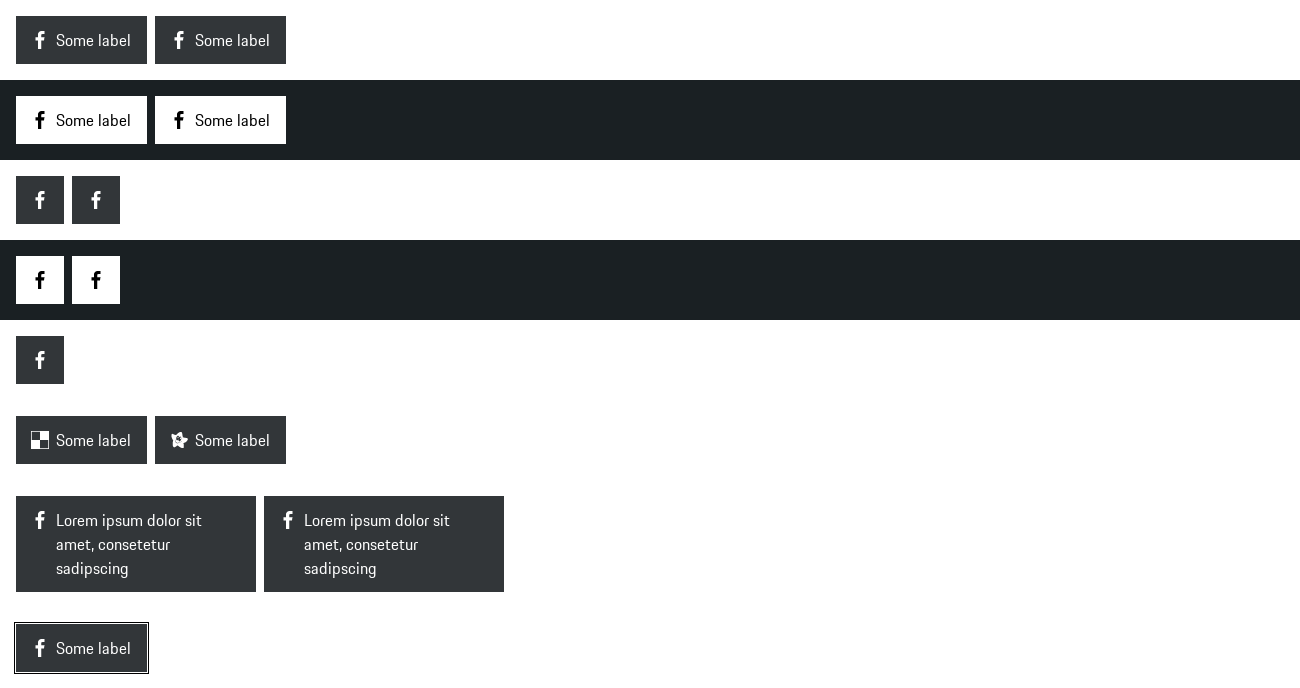 Some label Some label
Some label Some label
Some label Some label
Lorem ipsum dolor sit
amet, consetetur
sadipscing
Lorem ipsum dolor sit
amet, consetetur
sadipscing
Some label